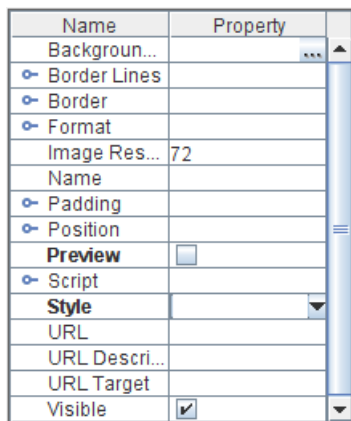 Name Property
Backgroun... ...
Border Lines
Border
Format
Image Res... 72
Name
Padding
Position
Preview
Script
Style
URL
URL Descri...
URL Target
Visible